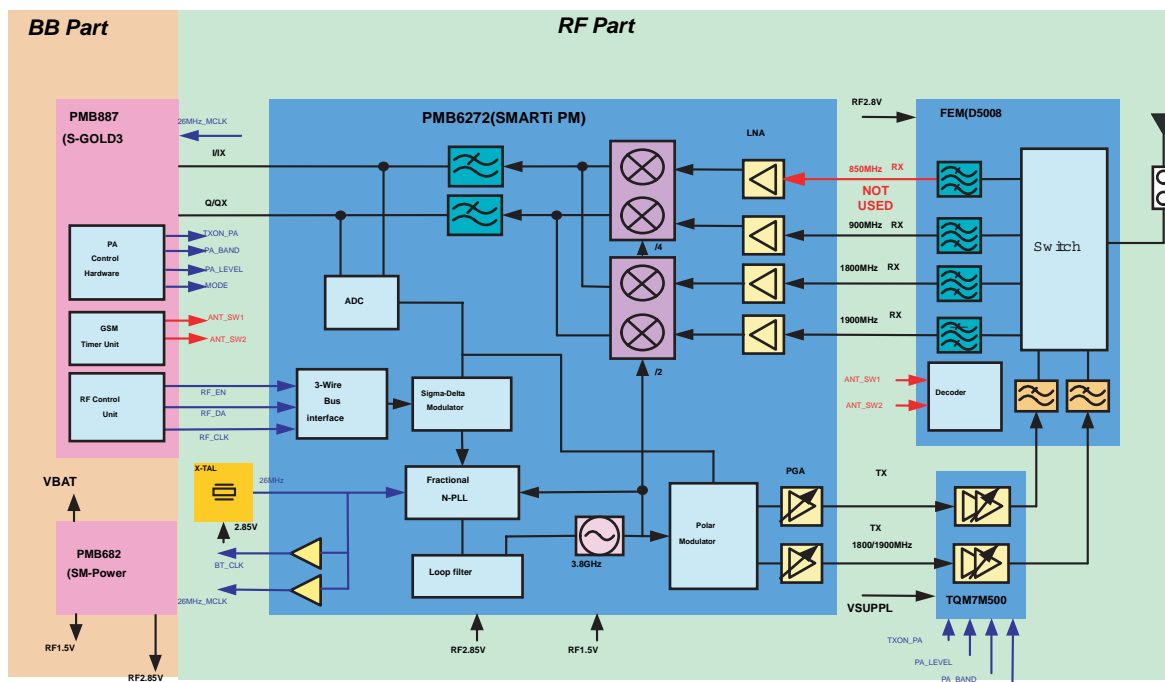 BB Part
RF Part
PMB887
(S-GOLD3
26MHz_MCLK
I/IX
Q/QX
PA
Control
Hardware
TXON_PA
PA_BAND
PA_LEVEL
MODE
GSM
Timer Unit
ANT_SW1
ANT_SW2
RF Control
Unit
RF_EN
RF_DA
RF_CLK
VBAT
PMB682
(SM-Power
RF1.5V
RF2.85V
X-TAL
26MHz
2.85V
BT_CLK
26MHz_MCLK
PMB6272(SMARTi PM)
LNA
/4
/2
ADC
3-Wire
Bus
interface
Sigma-Delta
Modulator
Fractional
N-PLL
Loop filter
3.8GHz
Polar
Modulator
PGA
RF2.85V
RF1.5V
RF2.8V
FEM(D5008
850MHz RX
NOT
USED
900MHz RX
1800MHz RX
1900MHz RX
Switch
ANT_SW1
ANT_SW2
Decoder
TX
TX
1800/1900MHz
VSUPPL
TQM7M500
TXON_PA
PA_LEVEL
PA_BAND